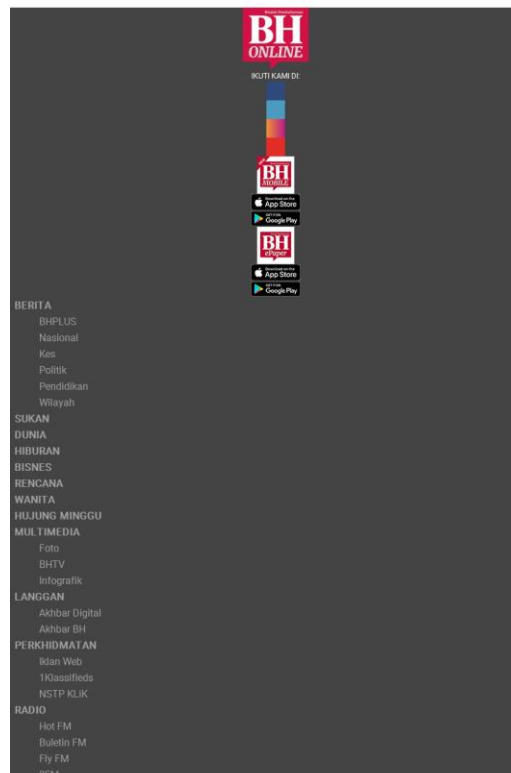 BH
ONLINE
IKUTI KAMI DI:
BH
MOBILE
Download on the
App Store
GET IT ON
Google Play
BH
ePaper
Download on the
App Store
GET IT ON
Google Play
BERITA
BHPLUS
Nasional
Kes
Politik
Pendidikan
Wilayah
SUKAN
DUNIA
HIBURAN
BISNES
RENCANA
WANITA
HUJUNG MINGGU
MULTIMEDIA
Foto
BHTV
Infografik
LANGGAN
Akhbar Digital
Akhbar BH
PERKHIDMATAN
Iklan Web
1Klassifieds
NSTP KLiK
RADIO
Hot FM
Buletin FM
Fly FM